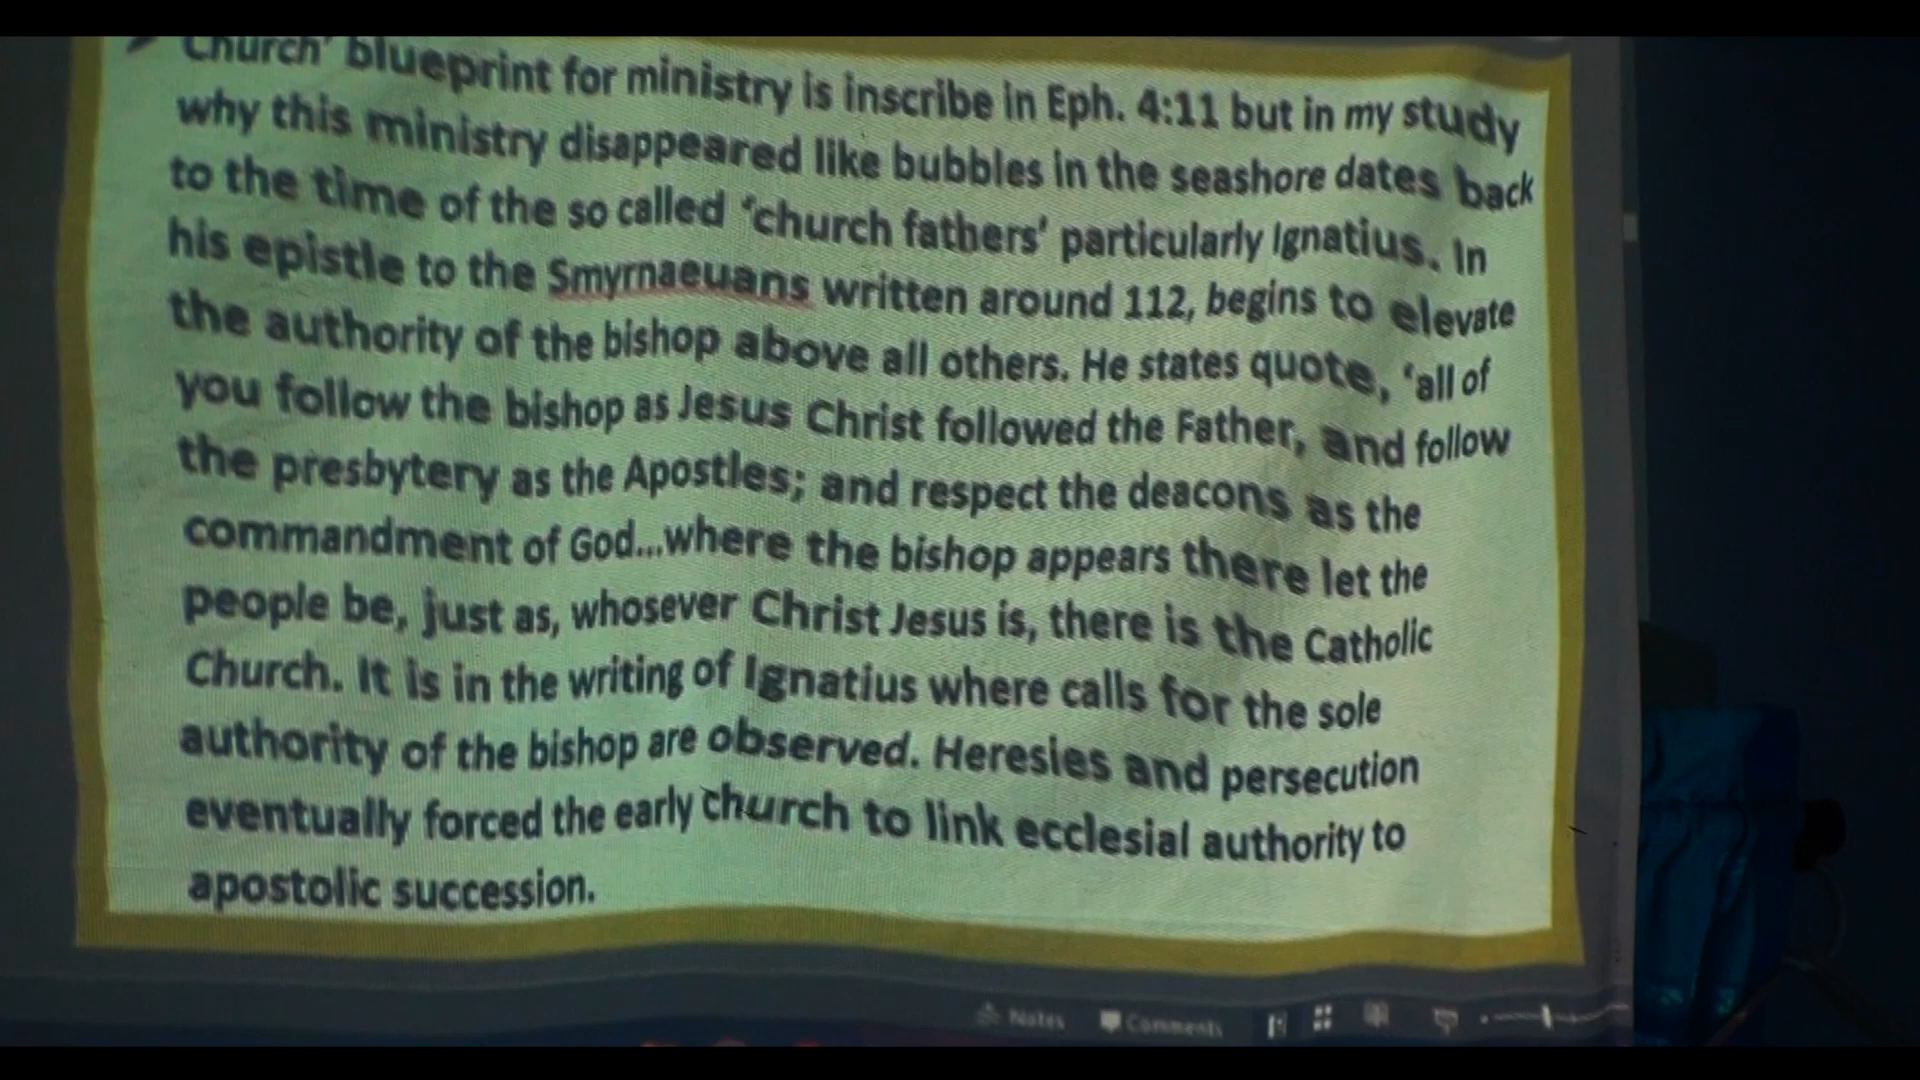 Church' blueprint for ministry is inscribe in Eph. 4:11 but in my study
why this ministry disappeared like bubbles in the seashore dates back
to the time of the so called 'church fathers' particularly Ignatius. In
his epistle to the Smyrnaeuans written around 112, begins to elevate
the authority of the bishop above all others. He states quote, 'all of
you follow the bishop as Jesus Christ followed the Father, and follow
the presbytery as the Apostles; and respect the deacons as the
commandment of God...where the bishop appears there let the
people be, just as, whosever Christ Jesus is, there is the Catholic
Church. It is in the writing of Ignatius where calls for the sole
authority of the bishop are observed. Heresies and persecution
eventually forced the early church to link ecclesial authority to
apostolic succession.
Notes Comments